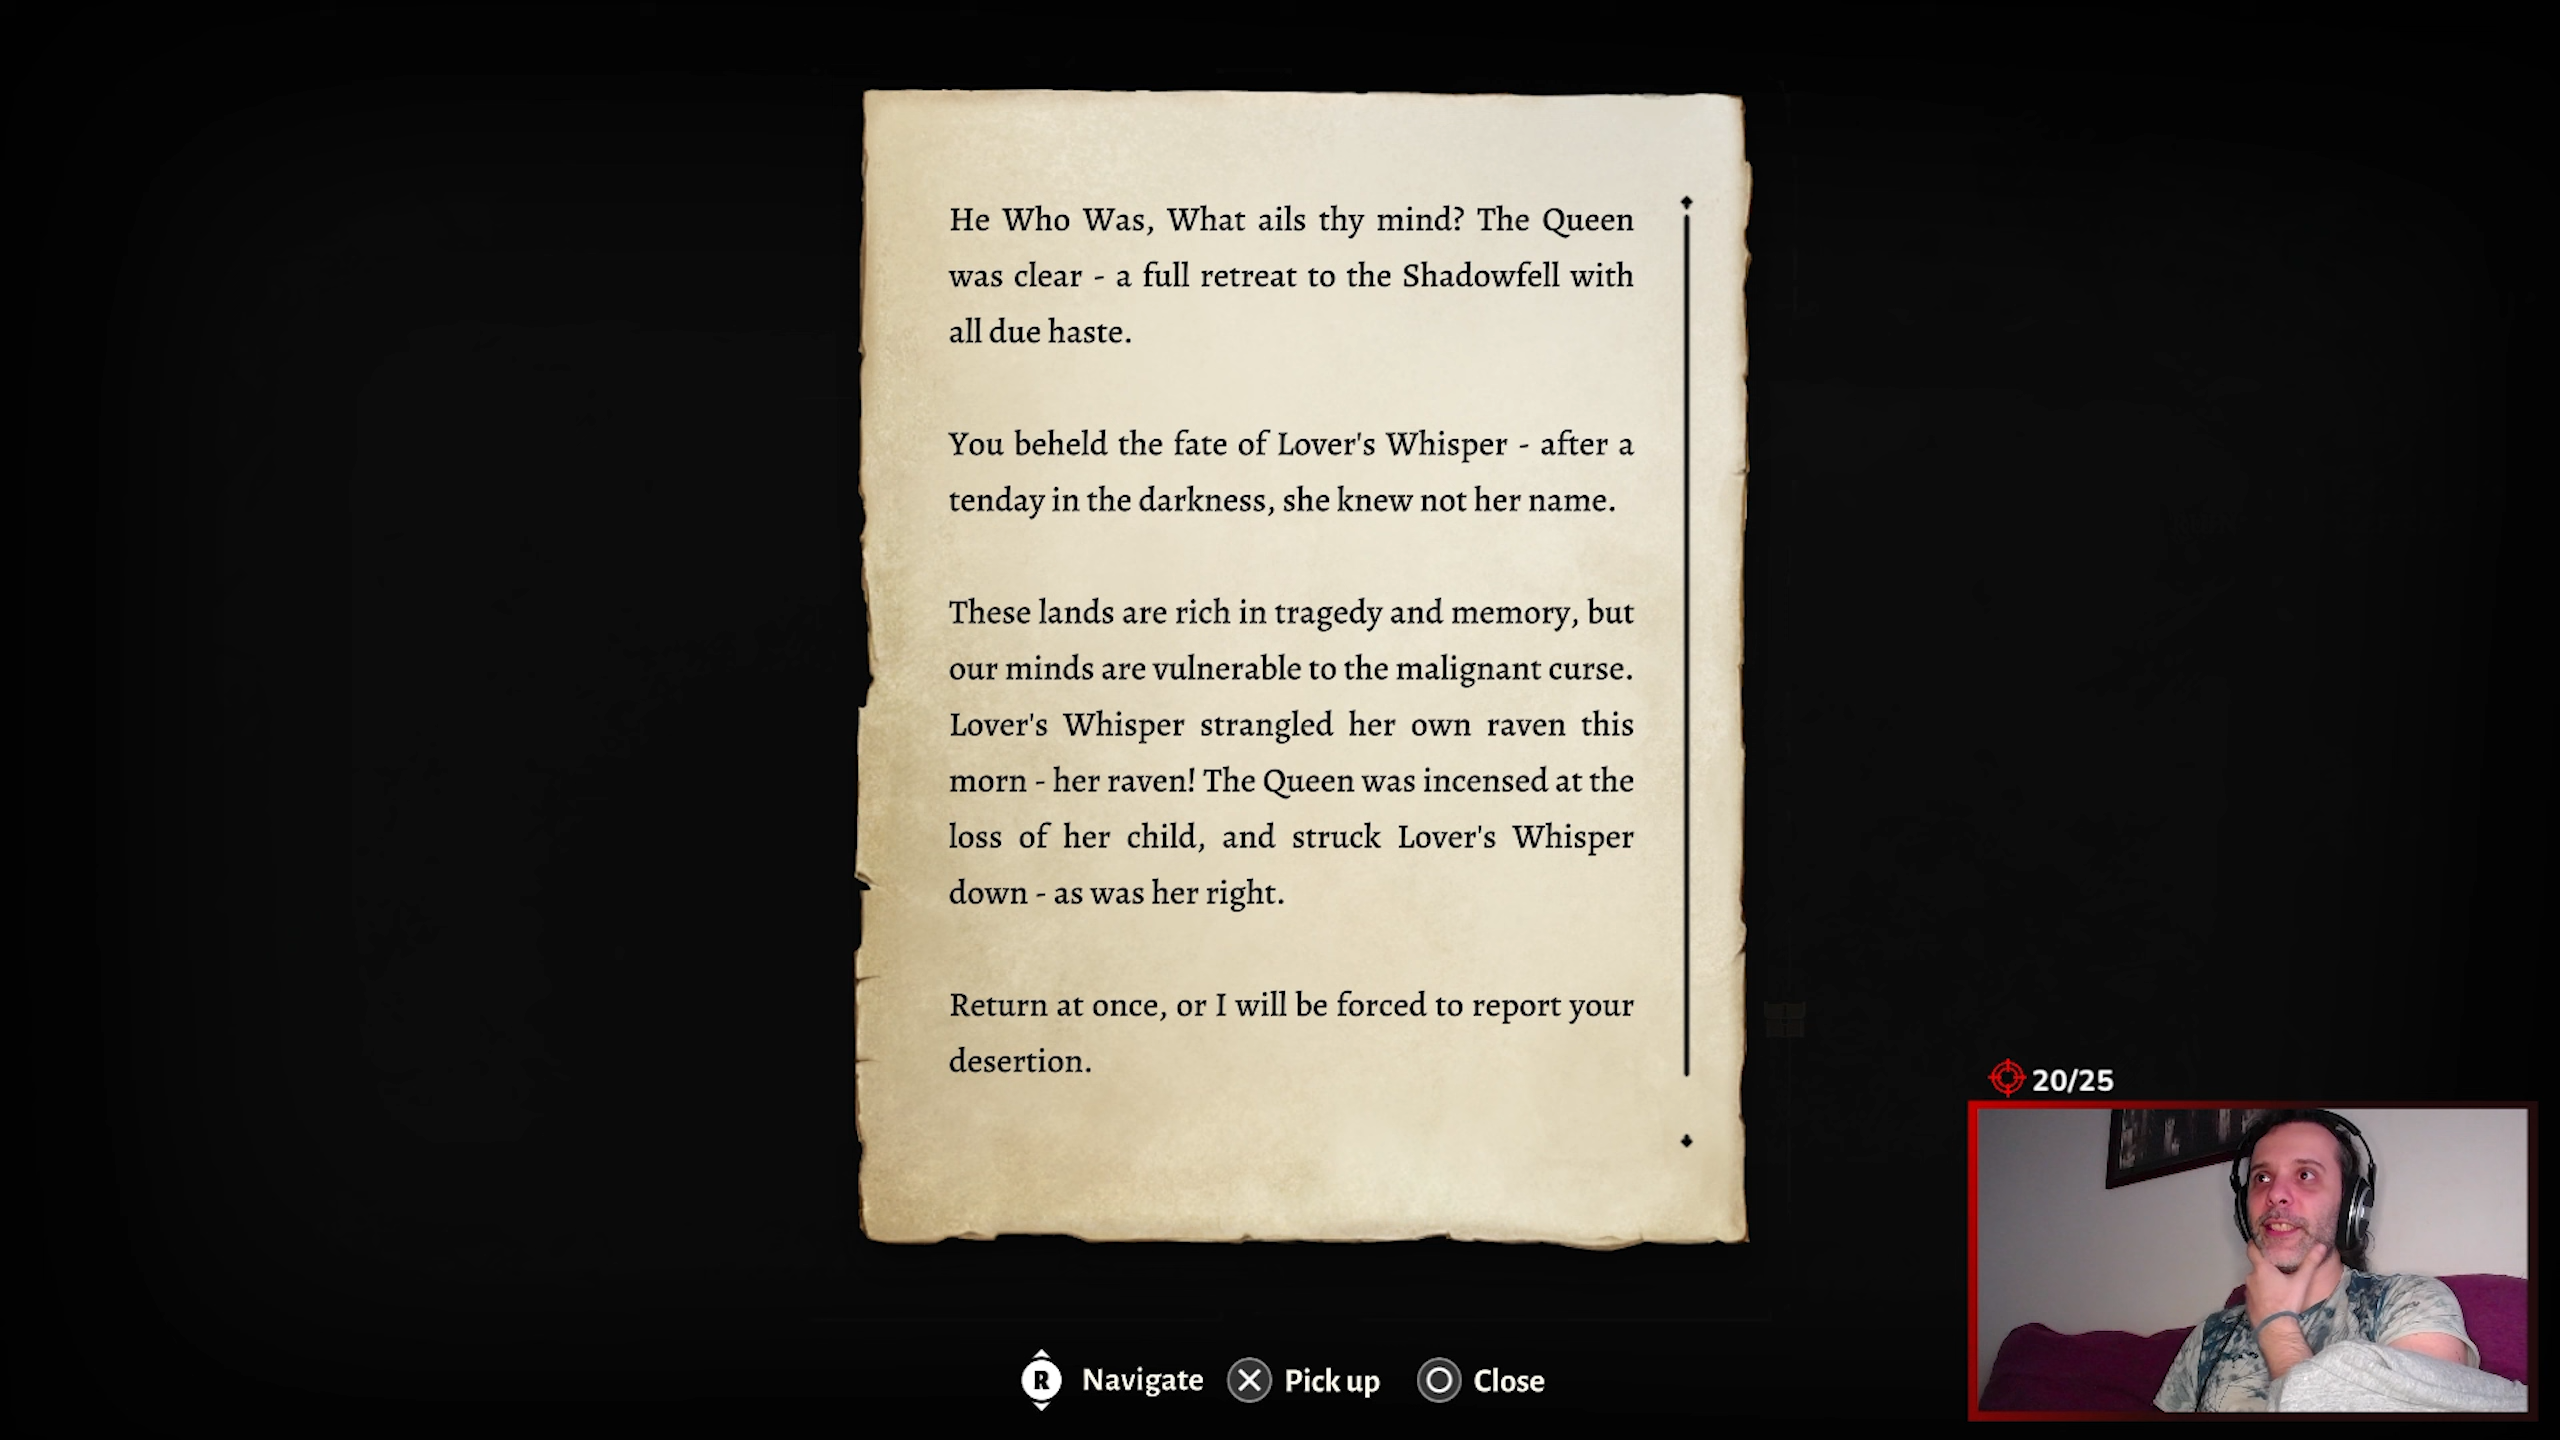 He Who Was, What ails thy mind? The Queen
was clear - a full retreat to the Shadowfell with
all due haste.
You beheld the fate of Lover's Whisper - after a
tenday in the darkness, she knew not her name.
These lands are rich in tragedy and memory, but
our minds are vulnerable to the malignant curse.
Lover's Whisper strangled her own raven this
morn - her raven! The Queen was incensed at the
loss of her child, and struck Lover's Whisper
down - as was her right.
Return at once, or I will be forced to report your
desertion.
20/25
R Navigate Pick up Close